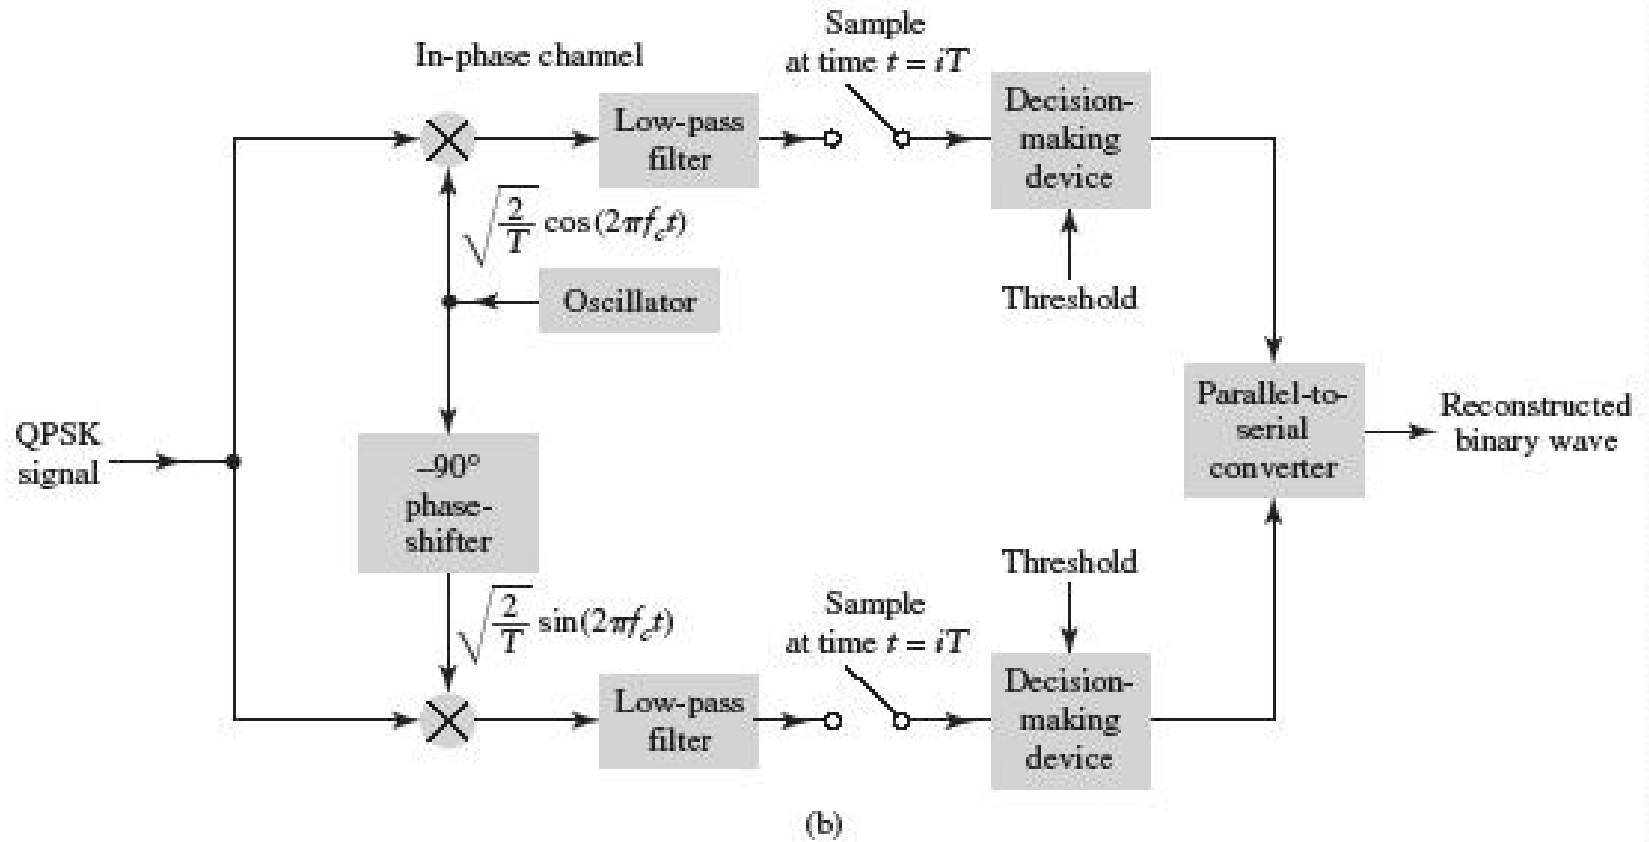 In-phase channel
Sample
at time t = iT
Low-pass
filter
Decision-
making
device
√2/T cos (2πf_c t)
Oscillator
Threshold
QPSK
signal
–90°
phase-
shifter
Parallel-to-
serial
converter
Reconstructed
binary wave
√2/T sin(2πf_c t)
Low-pass
filter
Sample
at time t = iT
Threshold
Decision-
making
device
(b)